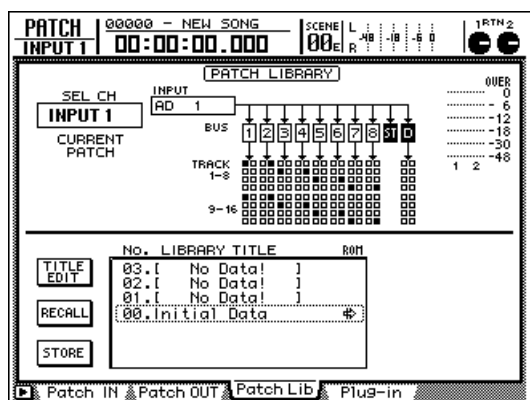 PATCH
INPUT 1
00000 - NEW SONG
00:00:00.000
SCENE
00E
L
R
-48 -18 -6 0
1 RTN 2
PATCH LIBRARY
SEL CH
INPUT 1
CURRENT
PATCH
INPUT
AD 1
BUS
1 2 3 4 5 6 7 8 ST D
TRACK
1-8
9-16
OVER
0
- 6
-12
-18
-30
-48
1 2
No. LIBRARY TITLE ROM
03.[ No Data! ]
02.[ No Data! ]
01.[ No Data! ]
00.Initial Data
TITLE
EDIT
RECALL
STORE
Patch IN Patch OUT Patch Lib Plug-in